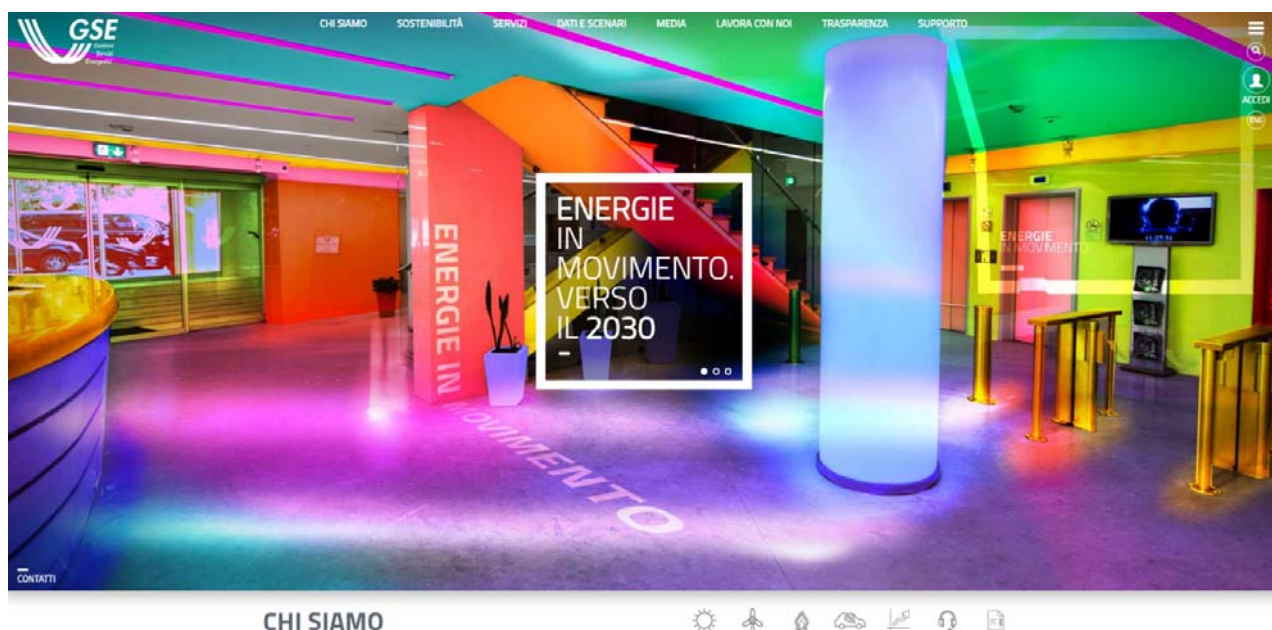 GSE
Gestore
Servizi
Energetici
CHI SIAMO
SOSTENIBILITÀ
SERVIZI
DATI E SCENARI
MEDIA
LAVORA CON NOI
TRASPARENZA
SUPPORTO
ACCEDI
ENG
ENERGIE
IN
MOVIMENTO.
VERSO
IL 2030
ENERGIE IN
MOVIMENTO
ENERGIE
IN MOVIMENTO
CONTATTI
CHI SIAMO